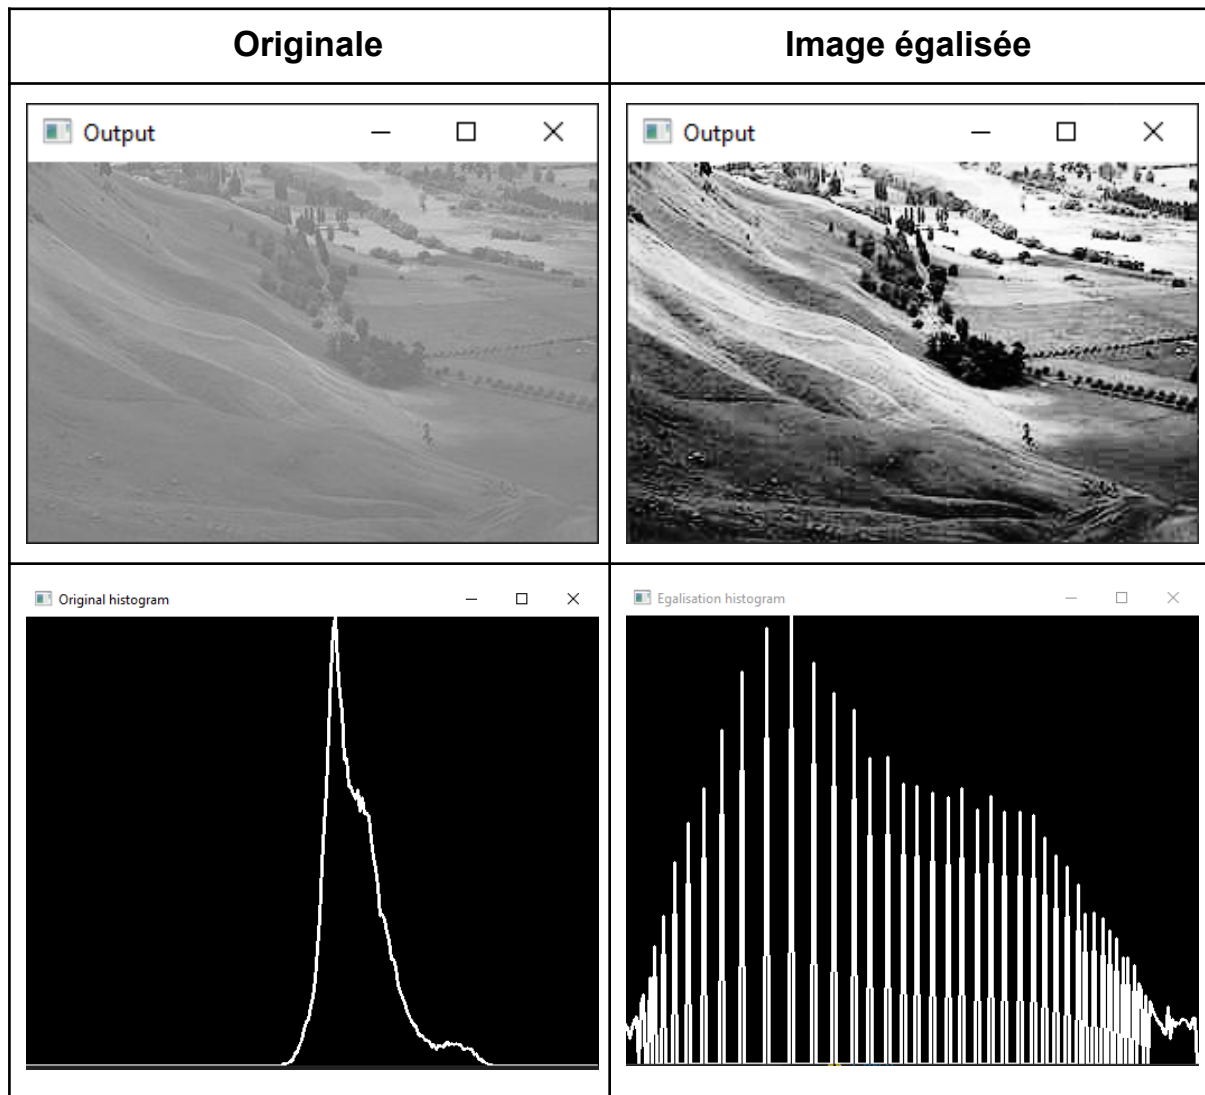 Originale
Image égalisée
Output
Output
Original histogram
Egalisation histogram